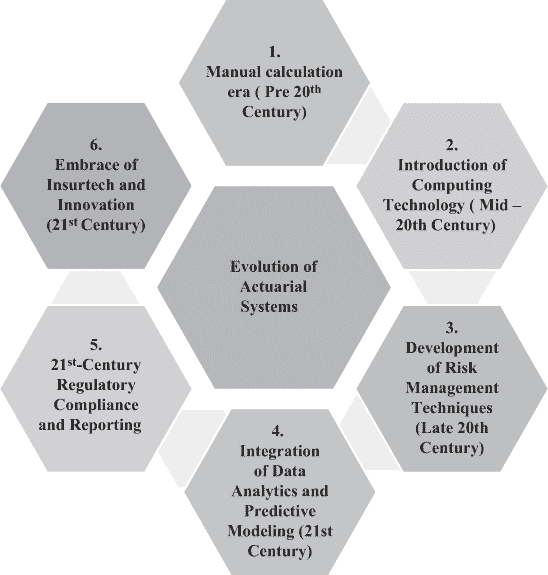 1.
Manual calculation
era ( Pre 20th
Century)
2.
Introduction of
Computing
Technology ( Mid –
20th Century)
3.
Development
of Risk
Management
Techniques
(Late 20th
Century)
4.
Integration
of Data
Analytics and
Predictive
Modeling (21st
Century)
5.
21st-Century
Regulatory
Compliance
and Reporting
6.
Embrace of
Insurtech and
Innovation
(21st Century)
Evolution of
Actuarial
Systems